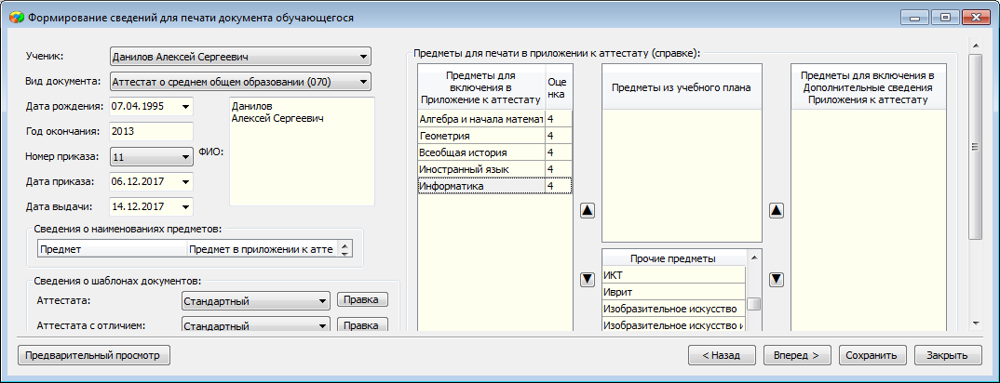 Формирование сведений для печати документа обучающегося
Ученик:
Данилов Алексей Сергеевич
Вид документа:
Аттестат о среднем общем образовании (070)
Дата рождения:
07.04.1995
Год окончания:
2013
Номер приказа:
11
Дата приказа:
06.12.2017
Дата выдачи:
14.12.2017
ФИО:
Данилов
Алексей Сергеевич
Сведения о наименованиях предметов:
Предмет
Предмет в приложении к атте
Сведения о шаблонах документов:
Аттестата:
Стандартный
Правка
Аттестата с отличием:
Стандартный
Правка
Предметы для печати в приложении к аттестату (справке):
Предметы для
включения в
Приложение к аттестату
Оце
нка
Алгебра и начала математ
4
Геометрия
4
Всеобщая история
4
Иностранный язык
4
Информатика
4
Предметы из учебного плана
Прочие предметы
ИКТ
Иврит
Изобразительное искусство
Изобразительное искусство и
Предметы для включения в
Дополнительные сведения
Приложения к аттестату
Предварительный просмотр
< Назад
Вперед >
Сохранить
Закрыть